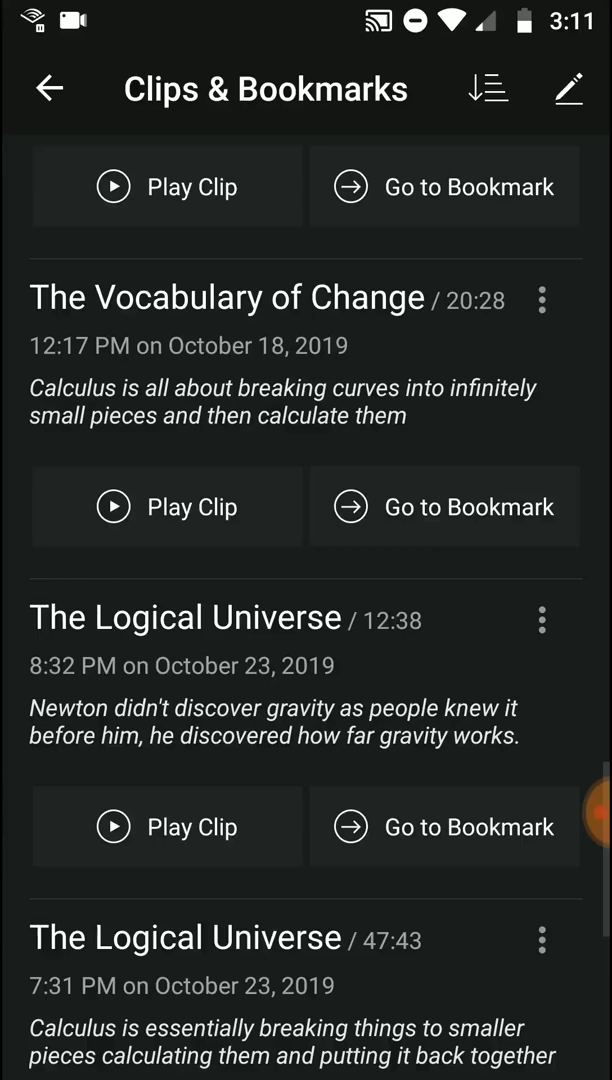 3:11
Clips & Bookmarks
Play Clip
Go to Bookmark
The Vocabulary of Change / 20:28
12:17 PM on October 18, 2019
Calculus is all about breaking curves into infinitely
small pieces and then calculate them
Play Clip
Go to Bookmark
The Logical Universe / 12:38
8:32 PM on October 23, 2019
Newton didn't discover gravity as people knew it
before him, he discovered how far gravity works.
Play Clip
Go to Bookmark
The Logical Universe / 47:43
7:31 PM on October 23, 2019
Calculus is essentially breaking things to smaller
pieces calculating them and putting it back together